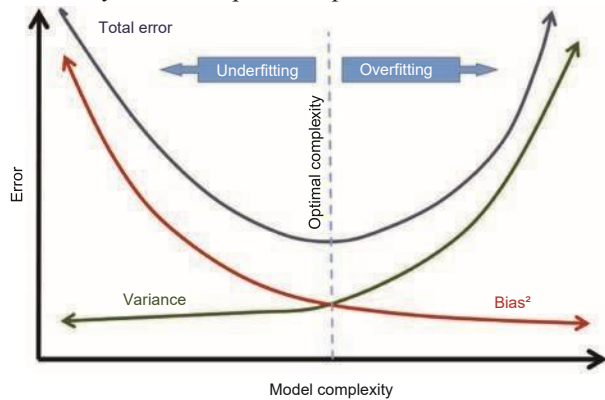 Total error
Underfitting
Overfitting
Optimal complexity
Error
Variance
Bias²
Model complexity